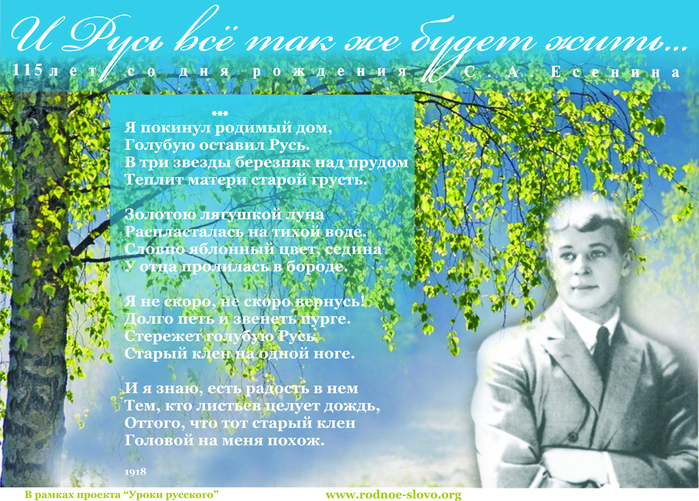 И Русь всё так же будет жить...
115 лет со дня рождения С. А Есенина
***
Я покинул родимый дом,
Голубую оставил Русь.
В три звезды березняк над прудом
Теплит матери старой грусть.
Золотою лягушкой луна
Распласталась на тихой воде.
Словно яблонный цвет, седина
У отца пролилась в бороде.
Я не скоро, не скоро вернусь!
Долго петь и звенеть пурге.
Стережет голубую Русь
Старый клен на одной ноге.
И я знаю, есть радость в нем
Тем, кто листьев целует дождь,
Оттого, что тот старый клен
Головой на меня похож.
1918
В рамках проекта “Уроки русского”
www.rodnoe-slovo.org